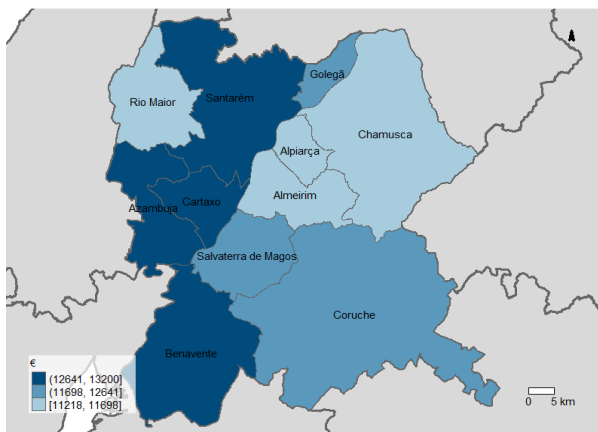 Golegã
Rio Maior
Santarém
Chamusca
Alpiarça
Almeirim
Azambuja
Cartaxo
Salvaterra de Magos
Coruche
Benavente
€
(12641, 13200]
(11698, 12641]
[11218, 11698]
0 5 km